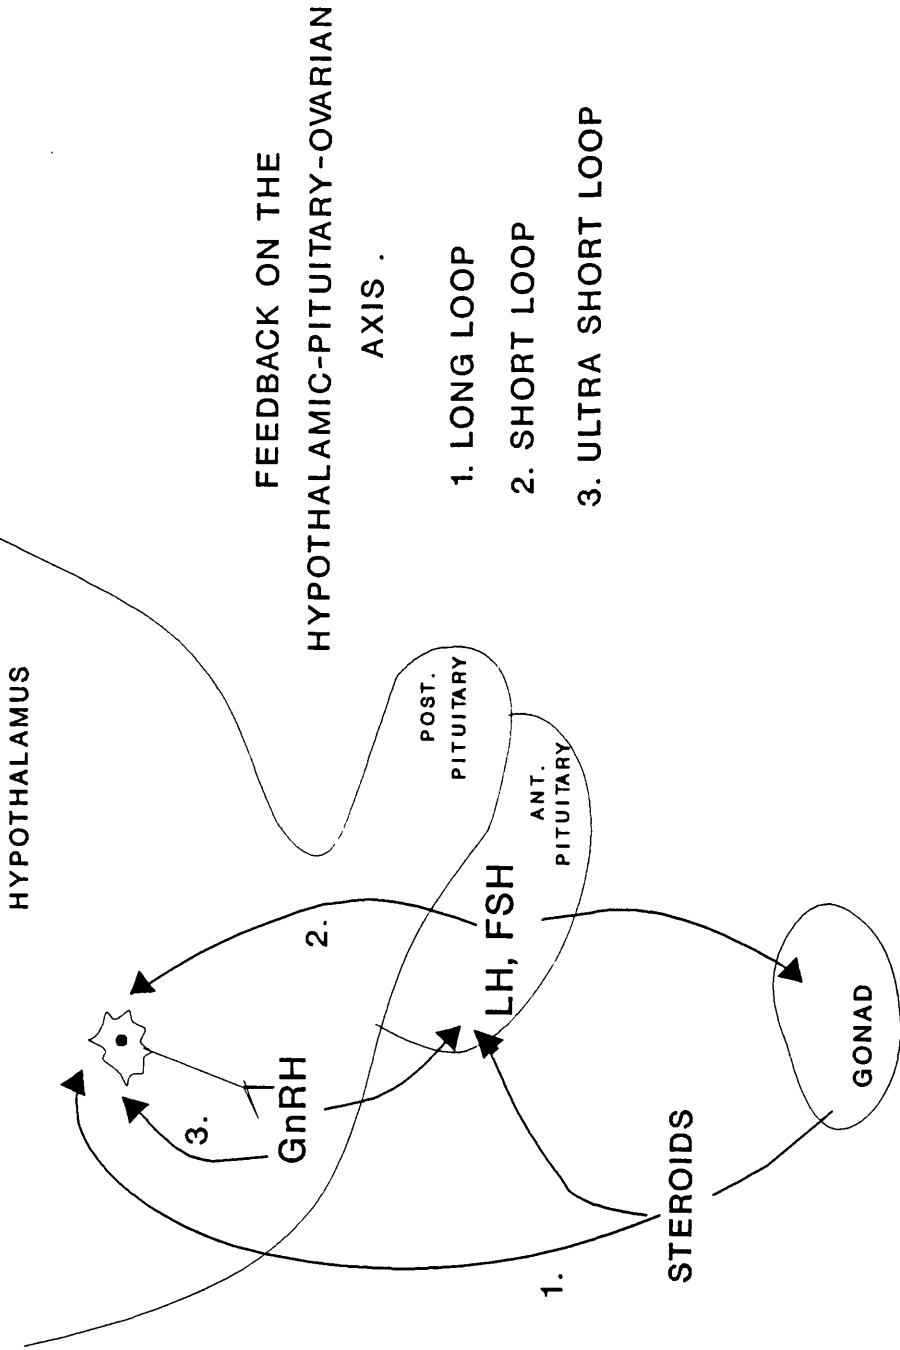 HYPOTHALAMUS
FEEDBACK ON THE
HYPOTHALAMIC-PITUITARY-OVARIAN
AXIS .
1. LONG LOOP
2. SHORT LOOP
3. ULTRA SHORT LOOP
3.
GnRH
2.
POST.
PITUITARY
LH, FSH
ANT.
PITUITARY
1.
STEROIDS
GONAD